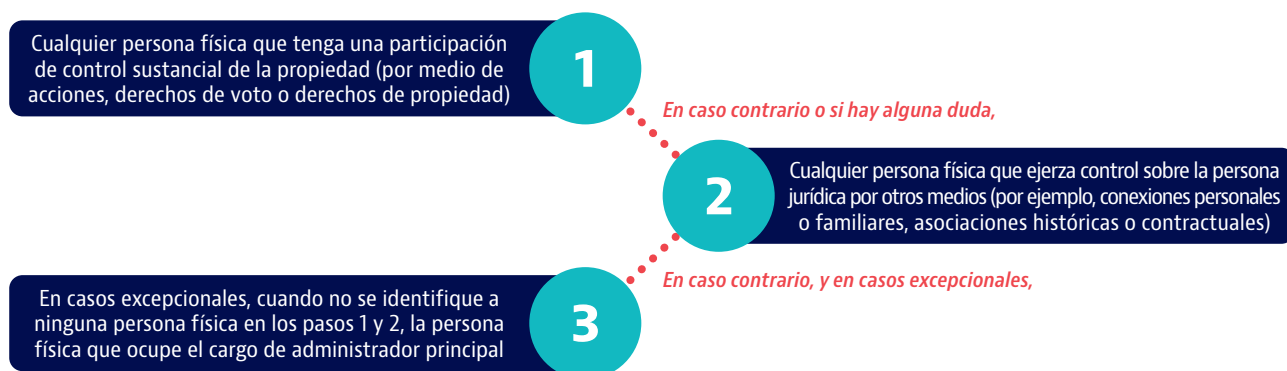 Cualquier persona física que tenga una participación
de control sustancial de la propiedad (por medio de
acciones, derechos de voto o derechos de propiedad)
1
En caso contrario o si hay alguna duda,
2
Cualquier persona física que ejerza control sobre la persona
jurídica por otros medios (por ejemplo, conexiones personales
o familiares, asociaciones históricas o contractuales)
En caso contrario, y en casos excepcionales,
En casos excepcionales, cuando no se identifique a
ninguna persona física en los pasos 1 y 2, la persona
física que ocupe el cargo de administrador principal
3